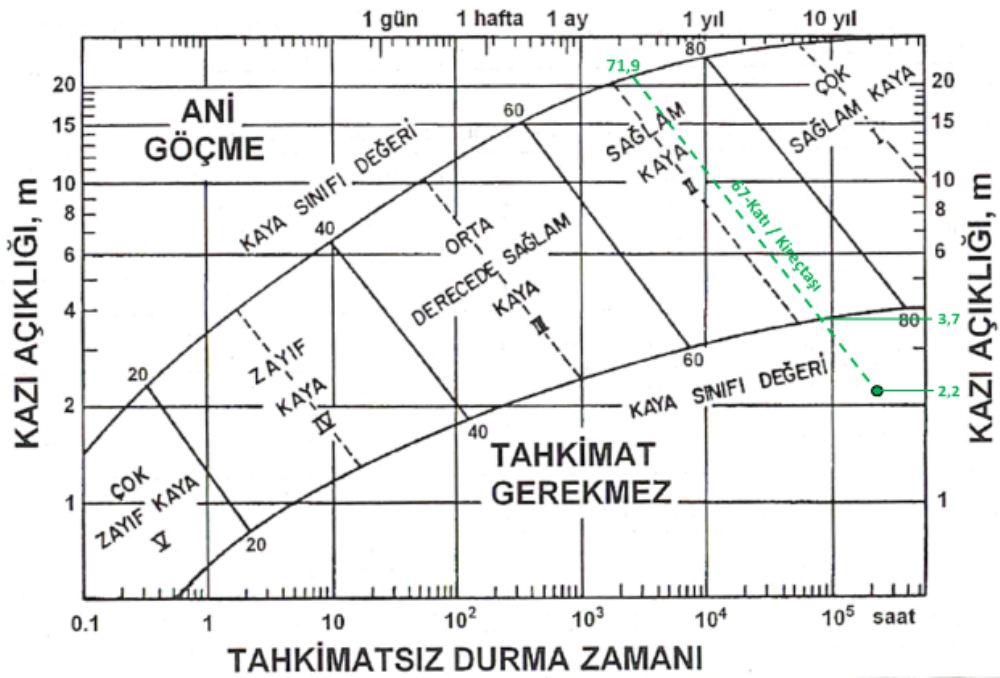 1 gün 1 hafta 1 ay 1 yıl 10 yıl
KAZI AÇIKLIĞI, m
20
15
10
8
6
4
2
1
ANİ
GÖÇME
KAYA SINIFI DEĞERİ
20
40
60
71,9
80
ÇOK
ZAYIF KAYA
V
ZAYIF
KAYA
IV
ORTA
DERECEDE SAĞLAM
KAYA
III
SAĞLAM
KAYA
II
67-Katı / Kireçtaşı
ÇOK
SAĞLAM KAYA
I
20
40
60
80
KAYA SINIFI DEĞERİ
TAHKİMAT
GEREKMEZ
20
15
10
8
6
4
3,7
2,2
1
KAZI AÇIKLIĞI, m
0.1 1 10 10² 10³ 10⁴ 10⁵ saat
TAHKİMATSIZ DURMA ZAMANI